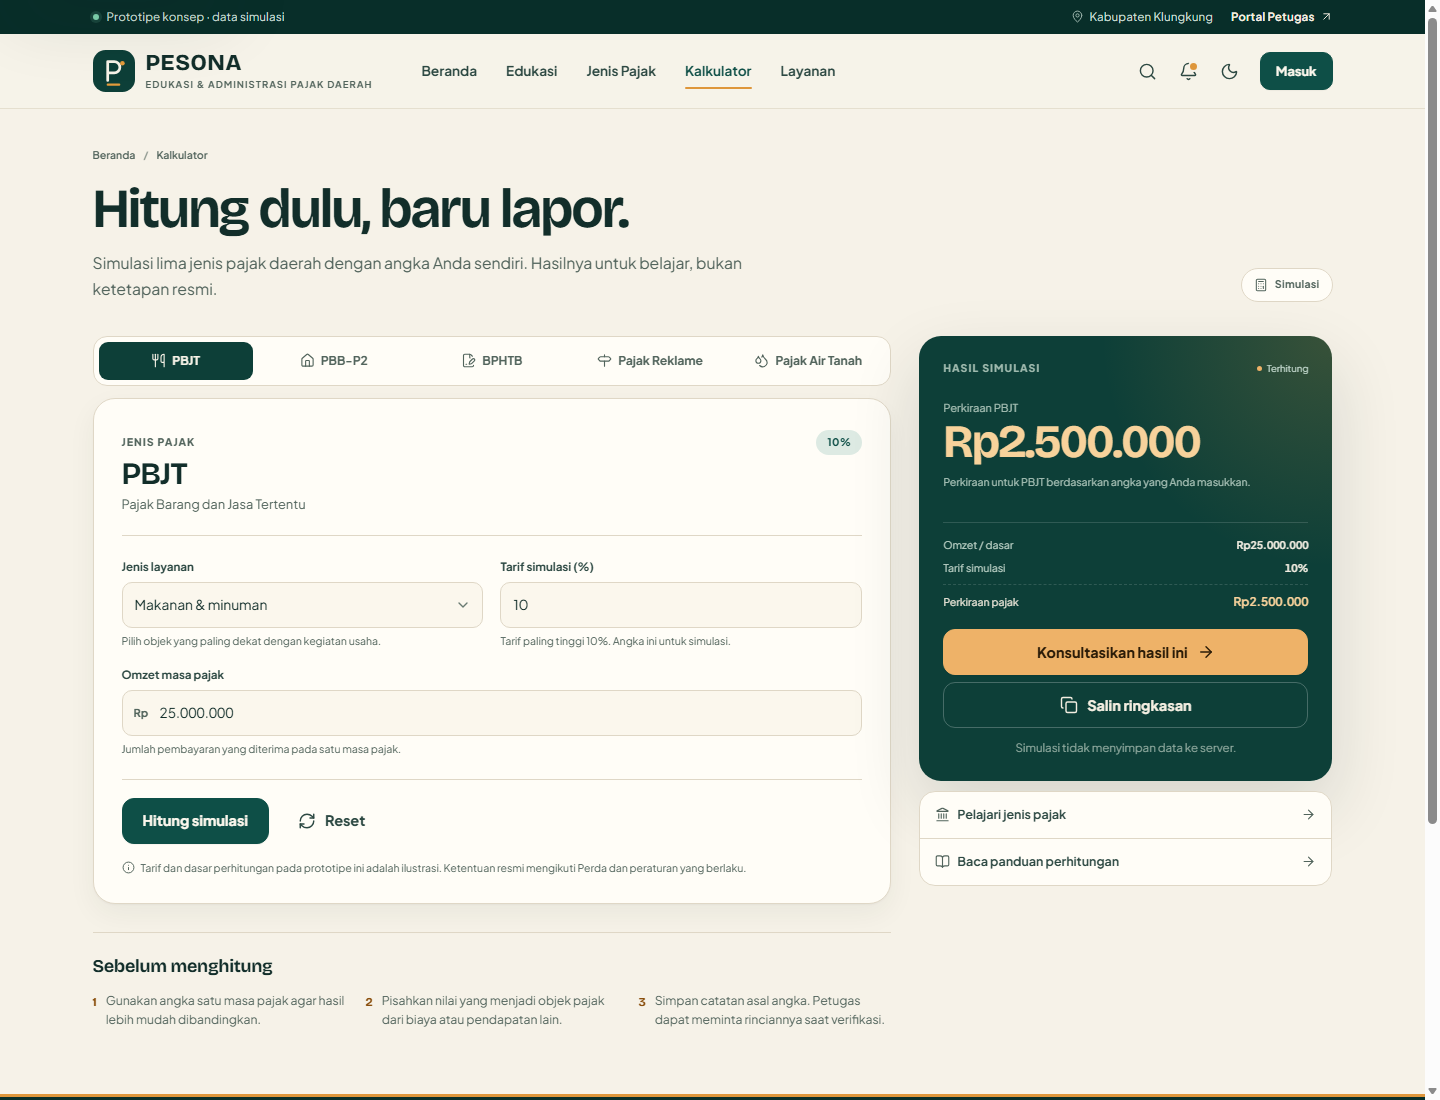 Prototipe konsep · data simulasi
Kabupaten Klungkung
Portal Petugas
PESONA
EDUKASI & ADMINISTRASI PAJAK DAERAH
Beranda
Edukasi
Jenis Pajak
Kalkulator
Layanan
Masuk
Beranda / Kalkulator
Hitung dulu, baru lapor.
Simulasi lima jenis pajak daerah dengan angka Anda sendiri. Hasilnya untuk belajar, bukan
ketetapan resmi.
Simulasi
PBJT
PBB-P2
BPHTB
Pajak Reklame
Pajak Air Tanah
JENIS PAJAK
10%
PBJT
Pajak Barang dan Jasa Tertentu
Jenis layanan
Makanan & minuman
Pilih objek yang paling dekat dengan kegiatan usaha.
Tarif simulasi (%)
10
Tarif paling tinggi 10%. Angka ini untuk simulasi.
Omzet masa pajak
Rp 25.000.000
Jumlah pembayaran yang diterima pada satu masa pajak.
Hitung simulasi
Reset
Tarif dan dasar perhitungan pada prototipe ini adalah ilustrasi. Ketentuan resmi mengikuti Perda dan peraturan yang berlaku.
HASIL SIMULASI
Terhitung
Perkiraan PBJT
Rp2.500.000
Perkiraan untuk PBJT berdasarkan angka yang Anda masukkan.
Omzet / dasar Rp25.000.000
Tarif simulasi 10%
Perkiraan pajak Rp2.500.000
Konsultasikan hasil ini
Salin ringkasan
Simulasi tidak menyimpan data ke server.
Pelajari jenis pajak
Baca panduan perhitungan
Sebelum menghitung
1 Gunakan angka satu masa pajak agar hasil
lebih mudah dibandingkan.
2 Pisahkan nilai yang menjadi objek pajak
dari biaya atau pendapatan lain.
3 Simpan catatan asal angka. Petugas
dapat meminta rinciannya saat verifikasi.